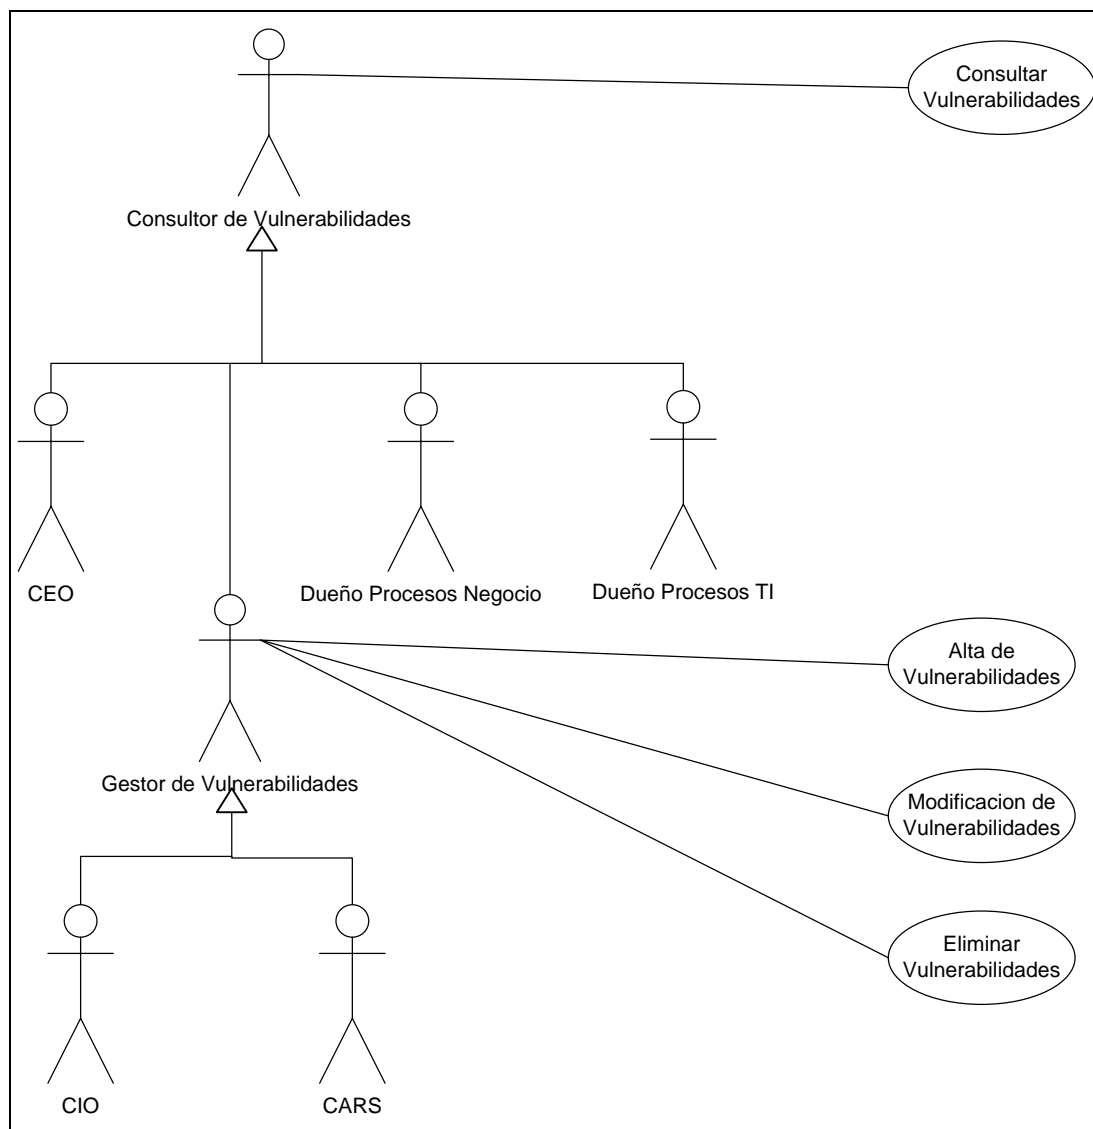 Consultar
Vulnerabilidades
Consultor de Vulnerabilidades
CEO
Dueño Procesos Negocio
Dueño Procesos TI
Alta de
Vulnerabilidades
Gestor de Vulnerabilidades
Modificacion de
Vulnerabilidades
Eliminar
Vulnerabilidades
CIO
CARS